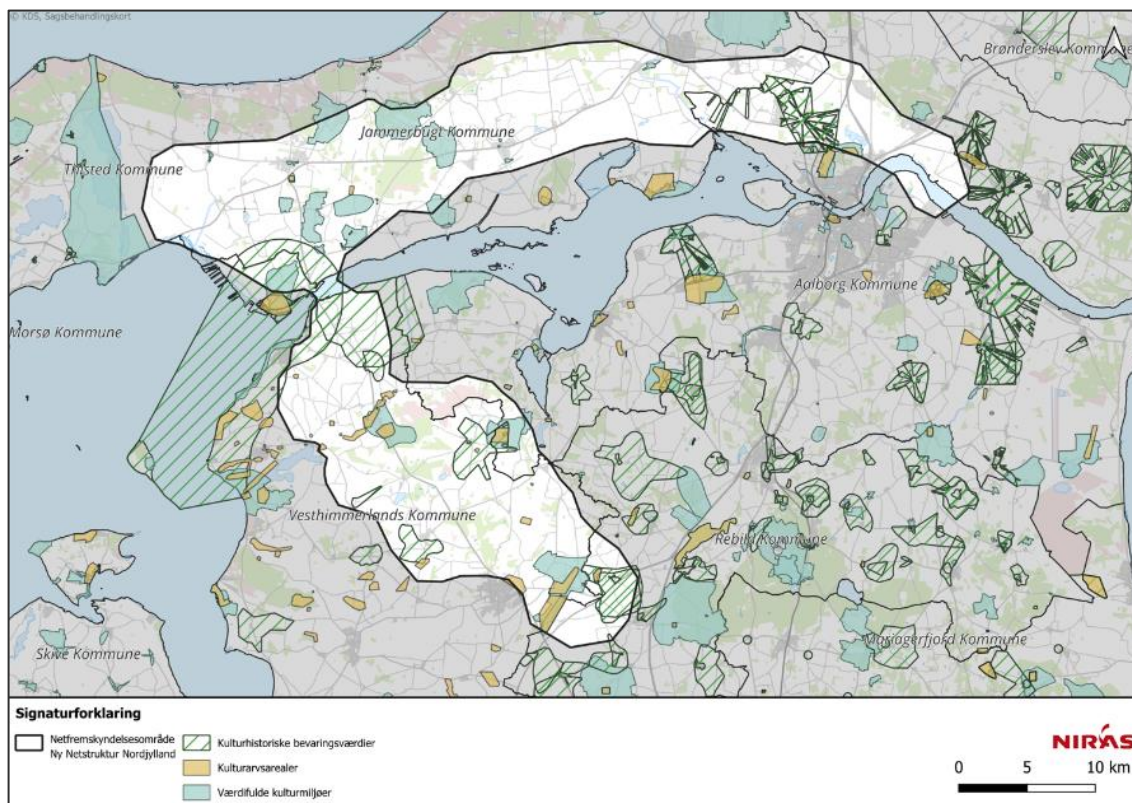 © KDS, Sagsbehandlingskort
Brønderslev Kommune
Jammerbugt Kommune
Thisted Kommune
Aalborg Kommune
Morsø Kommune
Vesthimmerlands Kommune
Rebild Kommune
Mariagerfjord Kommune
Skive Kommune
Signaturforklaring
Netfremskyndelsesområde
Ny Netstruktur Nordjylland
Kulturhistoriske bevaringsværdier
Kulturarvsarealer
Værdifulde kulturmiljøer
NIRAS
0 5 10 km